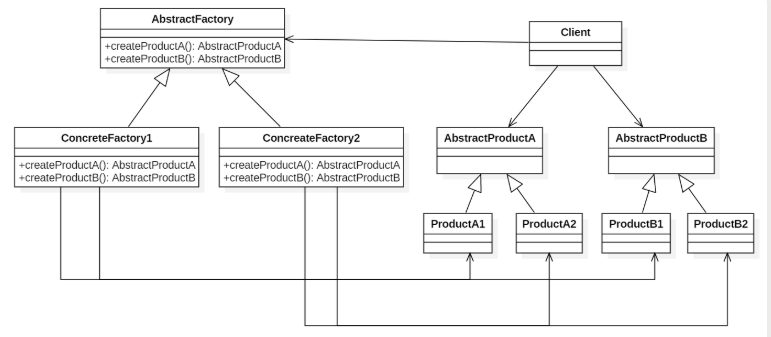 AbstractFactory
+createProductA(): AbstractProductA
+createProductB(): AbstractProductB
Client
ConcreteFactory1
+createProductA(): AbstractProductA
+createProductB(): AbstractProductB
ConcreateFactory2
+createProductA(): AbstractProductA
+createProductB(): AbstractProductB
AbstractProductA
AbstractProductB
ProductA1
ProductA2
ProductB1
ProductB2